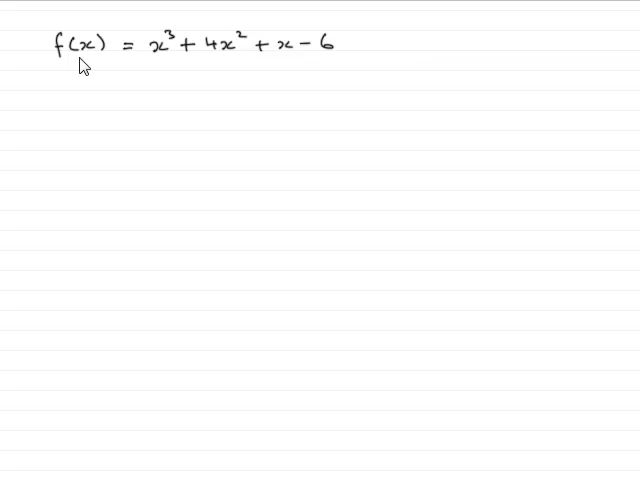 f(x) = x³ + 4x² + x − 6